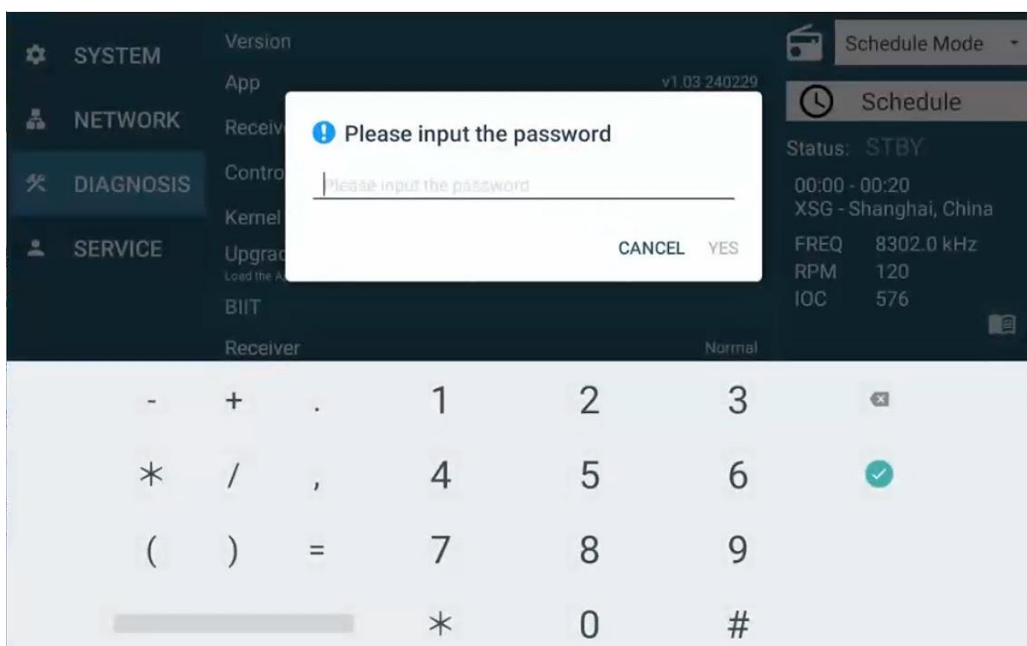 SYSTEM
NETWORK
DIAGNOSIS
SERVICE
Version
App v1.03 240229
Receiv
Contro
Kernel
Upgrad
Load the A
BIIT
Receiver Normal
Please input the password
Please input the password
CANCEL YES
Schedule Mode
Schedule
Status: STBY
00:00 - 00:20
XSG - Shanghai, China
FREQ 8302.0 kHz
RPM 120
IOC 576
- + . 1 2 3
* / , 4 5 6
( ) = 7 8 9
* 0 #